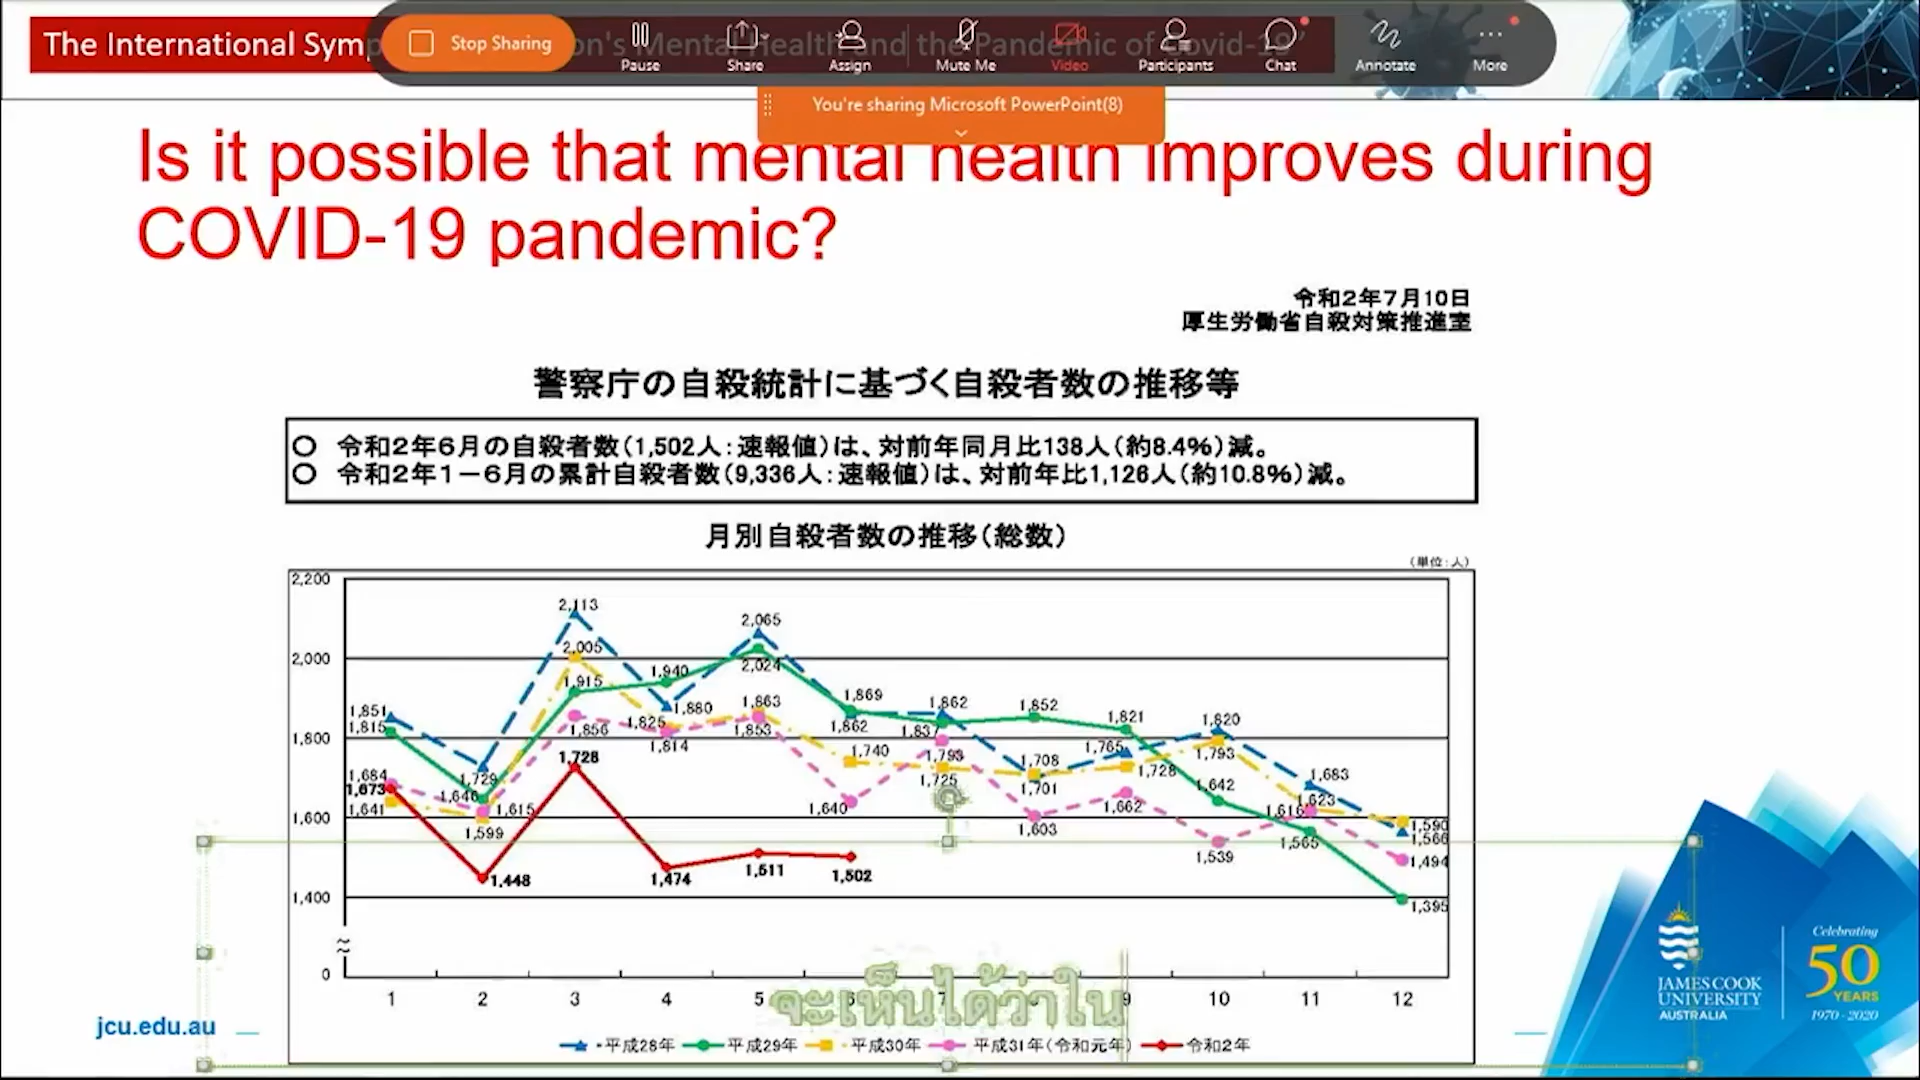 The International Symp
on's Mental Health and the Pandemic of Covid-19"
Stop Sharing
Pause
Share
Assign
Mute Me
Video
Participants
Chat
Annotate
More
You're sharing Microsoft PowerPoint(8)
Is it possible that mental health improves during
COVID-19 pandemic?
令和2年7月10日
厚生労働省自殺対策推進室
警察庁の自殺統計に基づく自殺者数の推移等
○ 令和2年6月の自殺者数(1,502人:速報値)は、対前年同月比138人(約8.4%)減。
○ 令和2年1-6月の累計自殺者数(9,336人:速報値)は、対前年比1,126人(約10.8%)減。
月別自殺者数の推移(総数)
(単位:人)
2,200
2,000
1,800
1,600
1,400
0
1,851
1,815
1,684
1,673
1,641
1,729
1,646
1,615
1,599
1,448
2,113
2,005
1,915
1,856
1,728
1,940
1,880
1,825
1,814
1,474
2,065
2,024
1,863
1,853
1,511
1,869
1,862
1,740
1,640
1,502
1,862
1,837
1,793
1,725
1,852
1,708
1,701
1,603
1,821
1,765
1,728
1,662
1,820
1,793
1,642
1,539
1,683
1,623
1,616
1,565
1,590
1,566
1,494
1,395
1 2 3 4 5 6 7 8 9 10 11 12
จะเห็นได้ว่าใน
平成28年 平成29年 平成30年 平成31年(令和元年) 令和2年
jcu.edu.au
JAMES COOK
UNIVERSITY
AUSTRALIA
Celebrating
50
YEARS
1970 - 2020